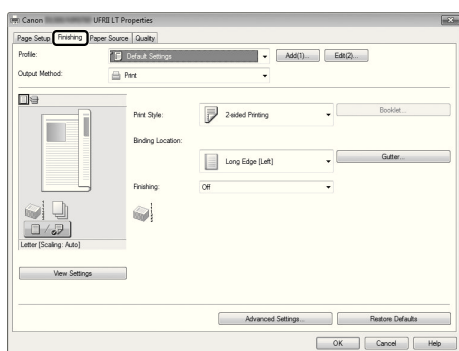 Canon UFRII LT Properties
Page Setup Finishing Paper Source Quality
Profile: Default Settings Add(1)... Edit(2)...
Output Method: Print
Print Style: 2-sided Printing Booklet...
Binding Location:
Long Edge [Left] Gutter...
Finishing: Off
Letter [Scaling: Auto]
View Settings
Advanced Settings... Restore Defaults
OK Cancel Help